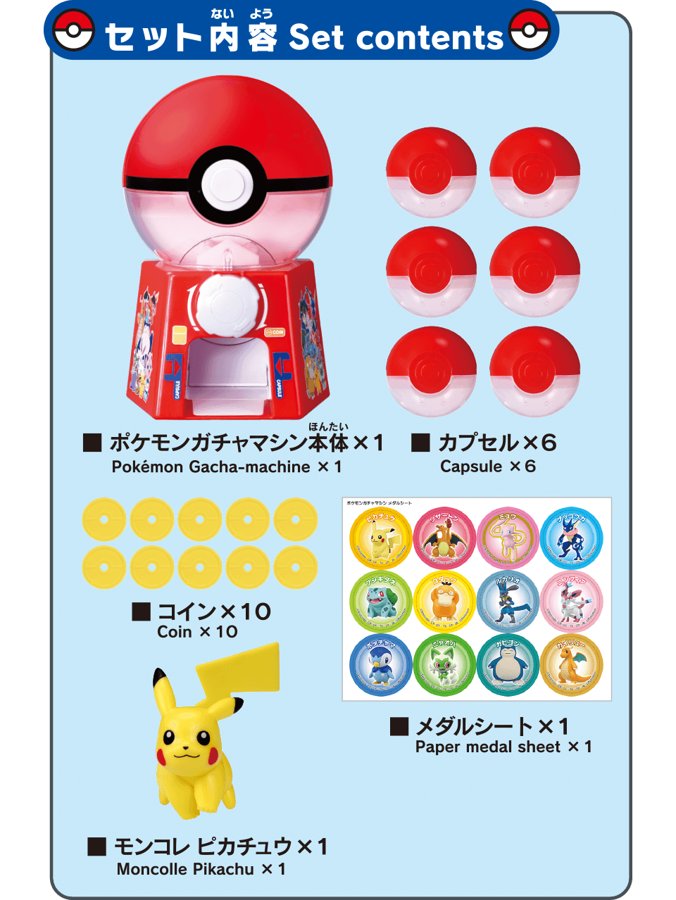 セット内容 Set contents
ない よう
ポケモンガチャマシン本体×1
ほんたい
Pokémon Gacha-machine ×1
カプセル×6
Capsule ×6
CAPSULE
CAPSULE
COIN
コイン×10
Coin ×10
ポケモンガチャマシン メダルシート
メダルシート×1
Paper medal sheet ×1
モンコレ ピカチュウ×1
Moncolle Pikachu ×1